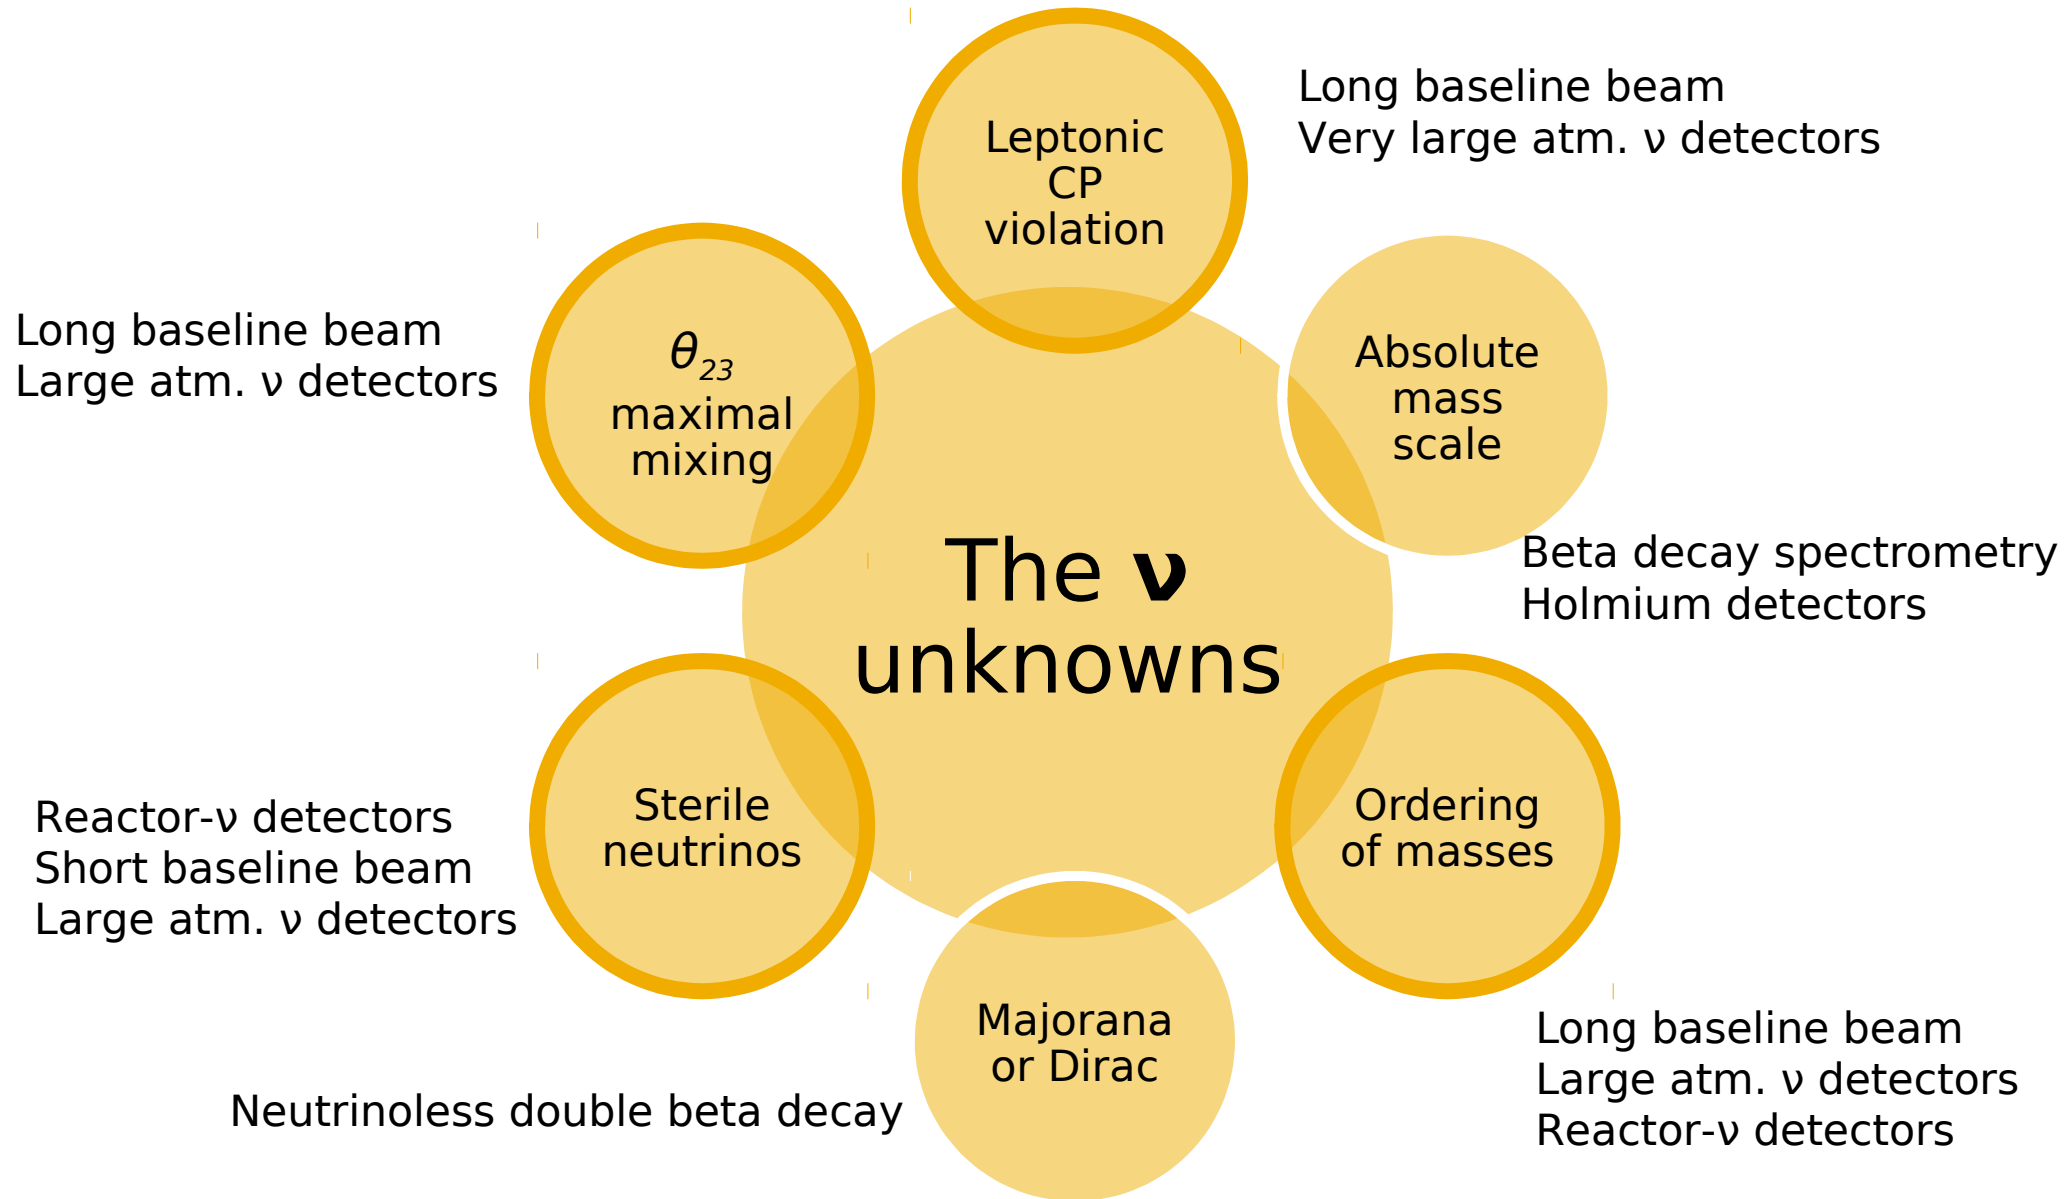 Leptonic
CP
violation
Long baseline beam
Very large atm. ν detectors
Absolute
mass
scale
Beta decay spectrometry
Holmium detectors
Ordering
of masses
Long baseline beam
Large atm. ν detectors
Reactor-ν detectors
Majorana
or Dirac
Neutrinoless double beta decay
Sterile
neutrinos
Reactor-ν detectors
Short baseline beam
Large atm. ν detectors
θ₂₃
maximal
mixing
Long baseline beam
Large atm. ν detectors
The ν
unknowns